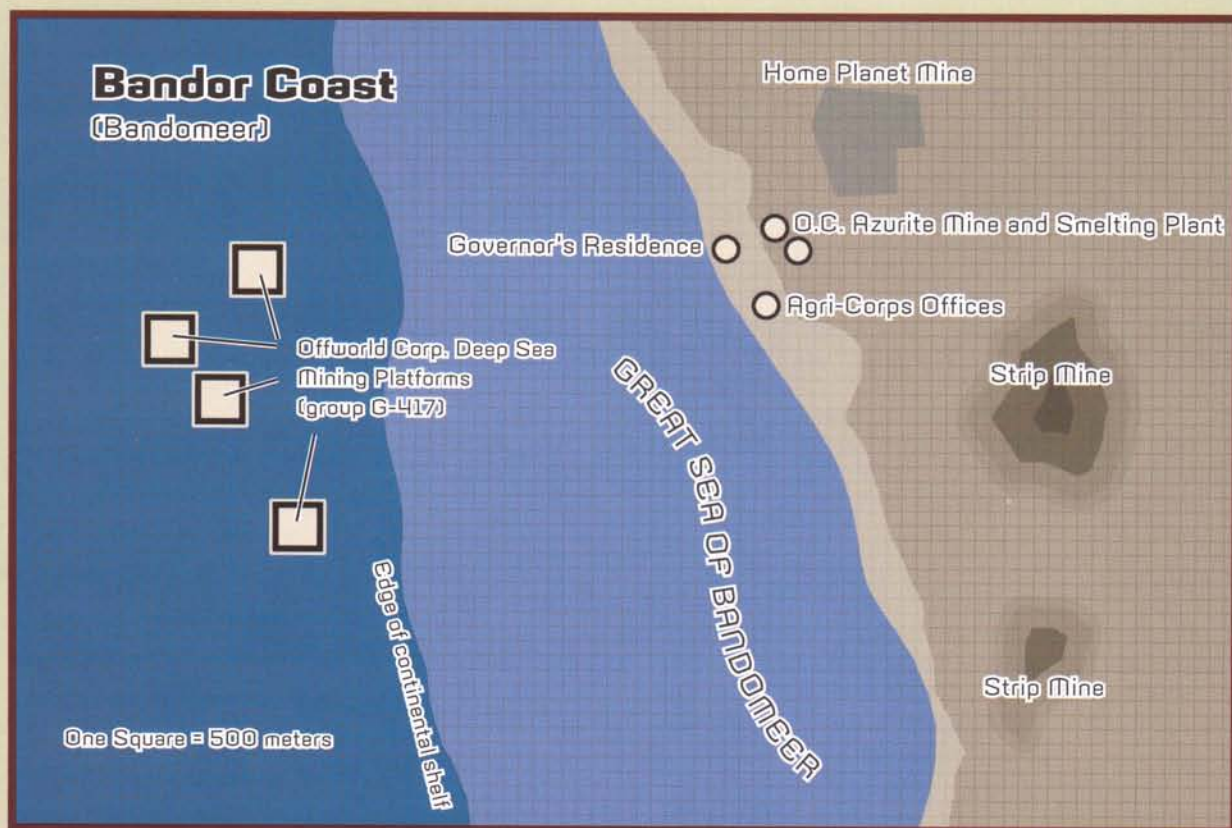 Bandor Coast
(Bandomeer)
Home Planet Mine
O.C. Azurite Mine and Smelting Plant
Governor's Residence
Agri-Corps Offices
Offworld Corp. Deep Sea
Mining Platforms
(group G-417)
Strip Mine
GREAT SEA OF BANDOMEER
Edge of continental shelf
Strip Mine
One Square = 500 meters